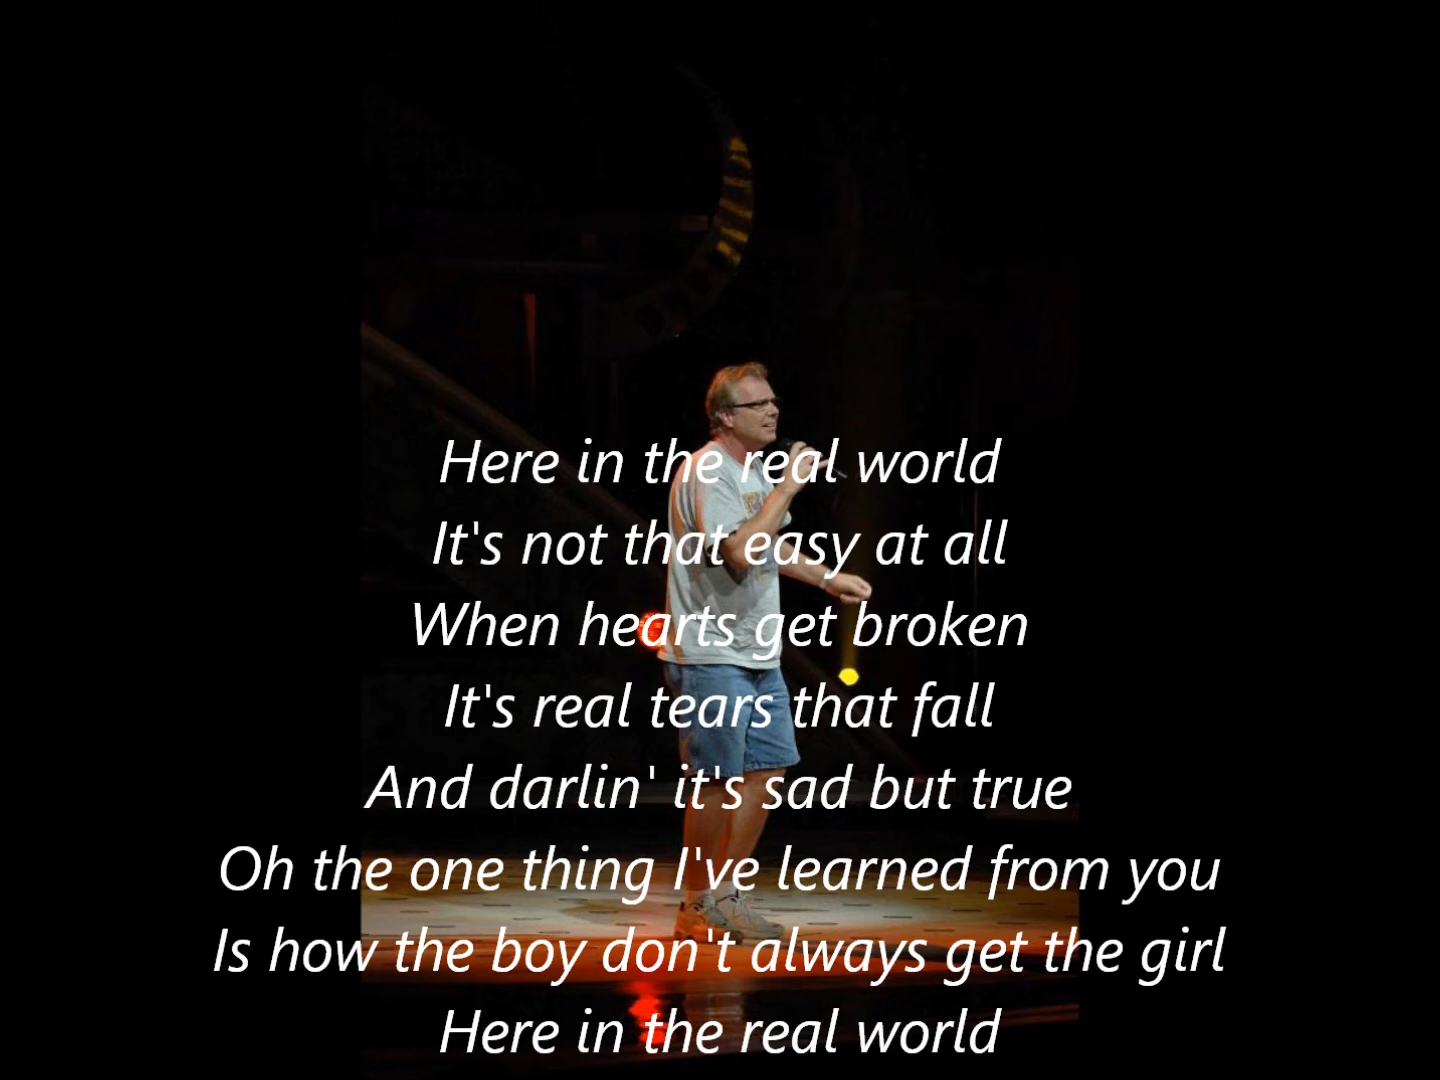 Here in the real world
It's not that easy at all
When hearts get broken
It's real tears that fall
And darlin' it's sad but true
Oh the one thing I've learned from you
Is how the boy don't always get the girl
Here in the real world